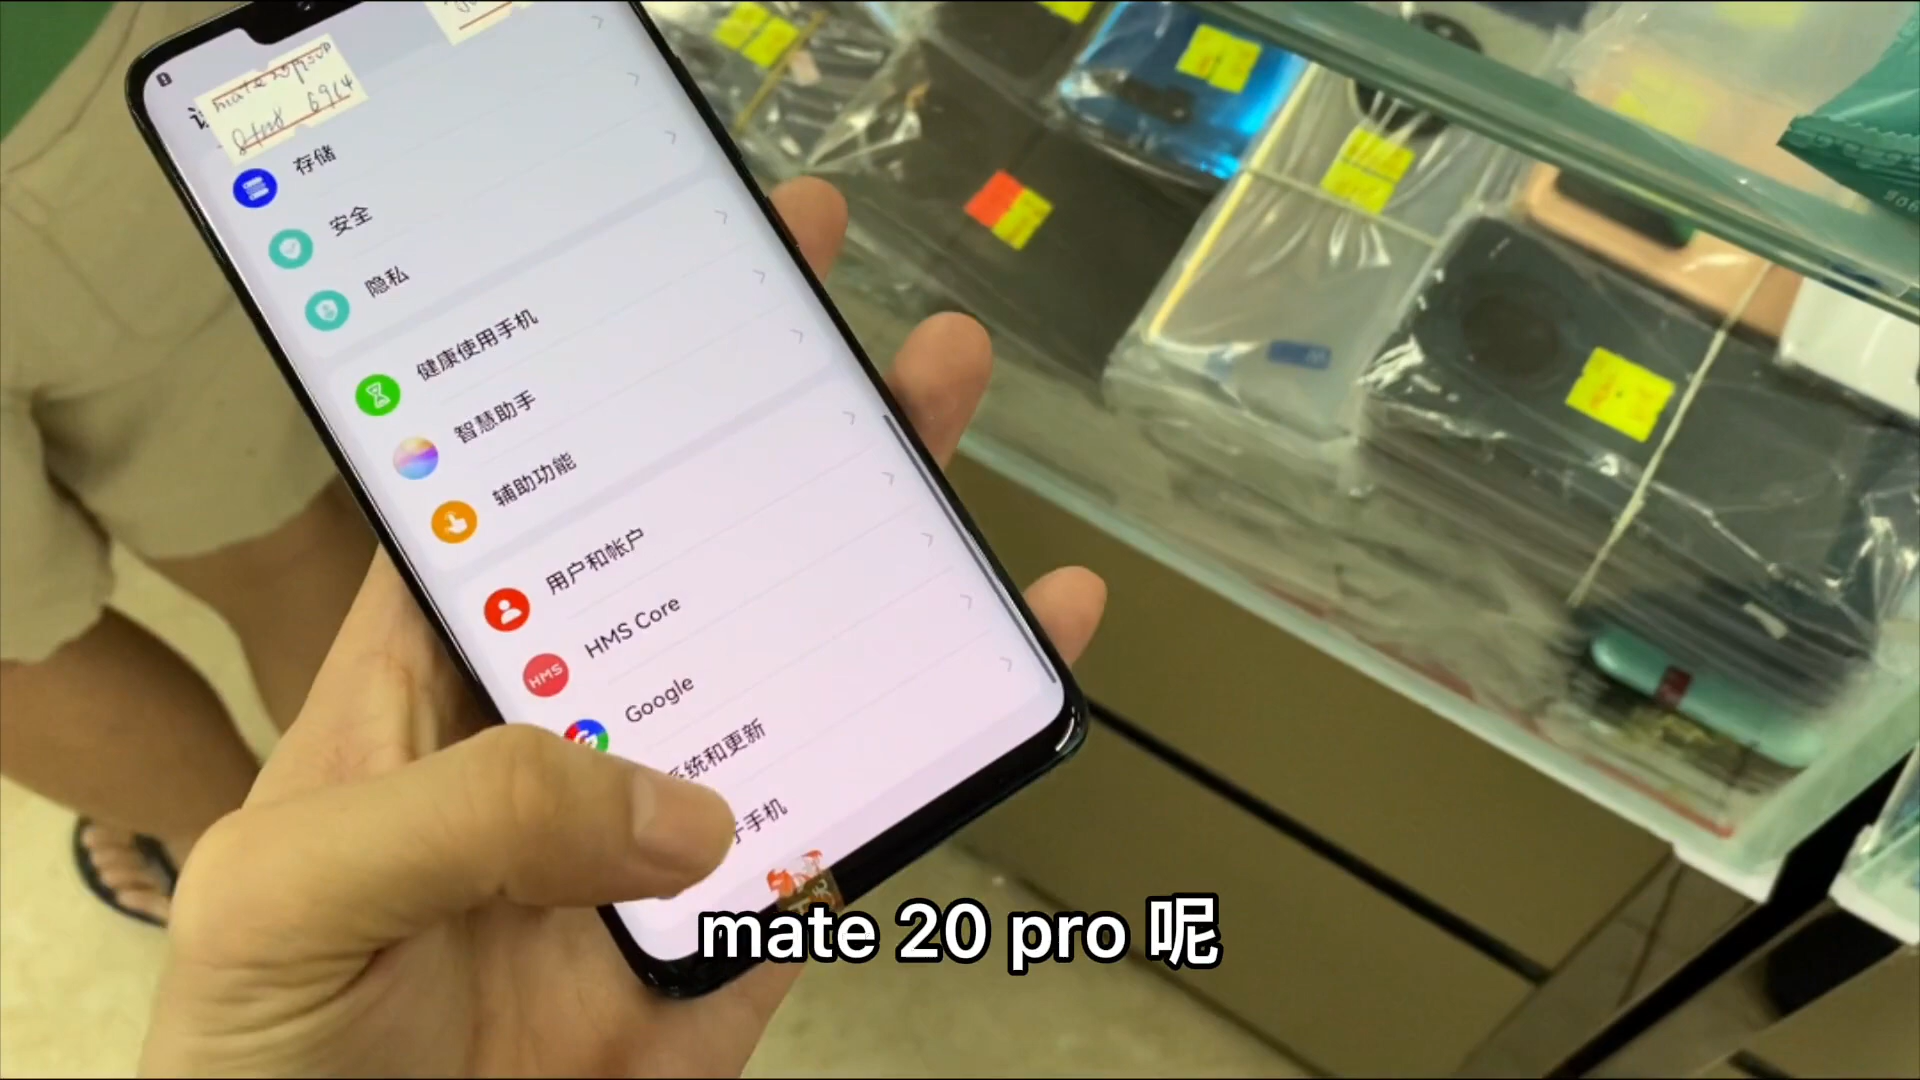 存储
安全
隐私
健康使用手机
智慧助手
辅助功能
用户和帐户
HMS
HMS Core
Google
系统和更新
手机
mate 20 pro 呢